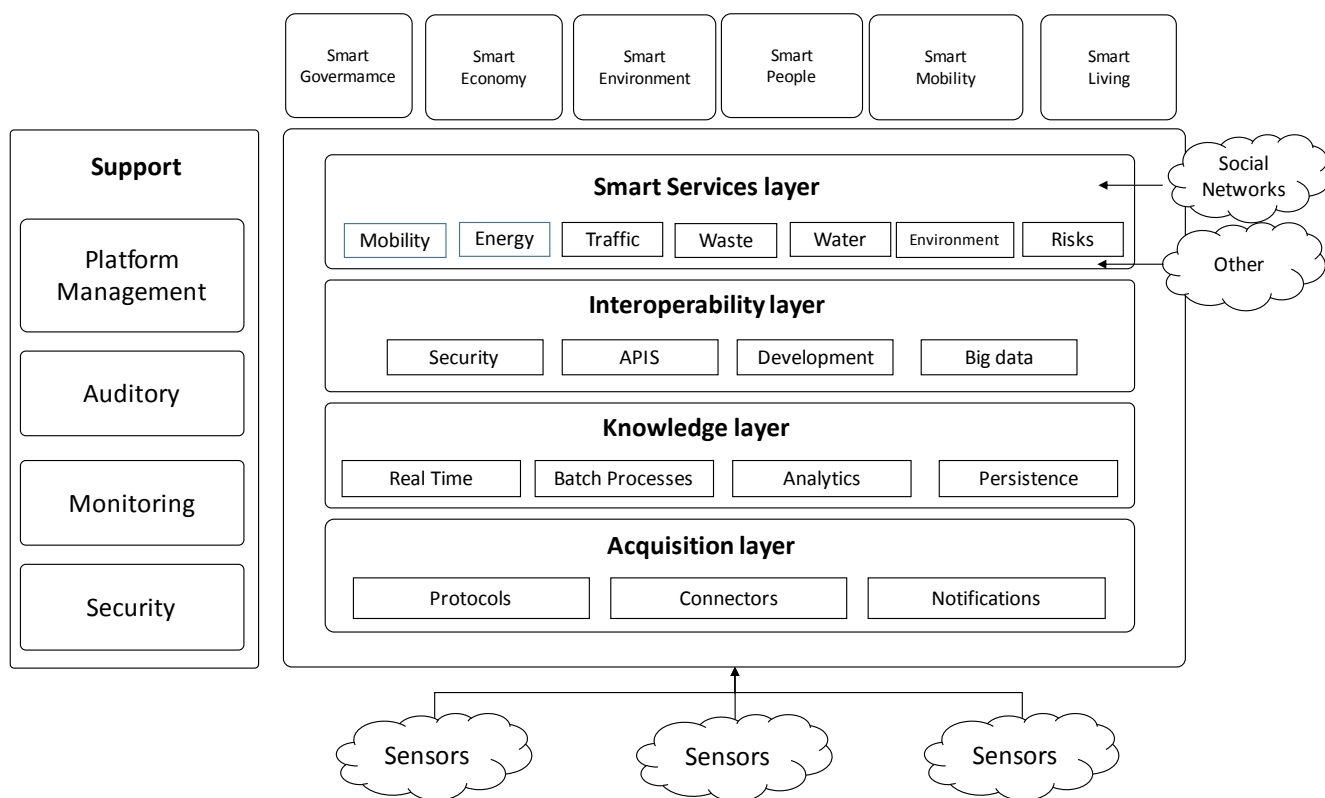 Smart
Governamce
Smart
Economy
Smart
Environment
Smart
People
Smart
Mobility
Smart
Living
Support
Platform
Management
Auditory
Monitoring
Security
Smart Services layer
Mobility
Energy
Traffic
Waste
Water
Environment
Risks
Social
Networks
Other
Interoperability layer
Security
APIS
Development
Big data
Knowledge layer
Real Time
Batch Processes
Analytics
Persistence
Acquisition layer
Protocols
Connectors
Notifications
Sensors
Sensors
Sensors